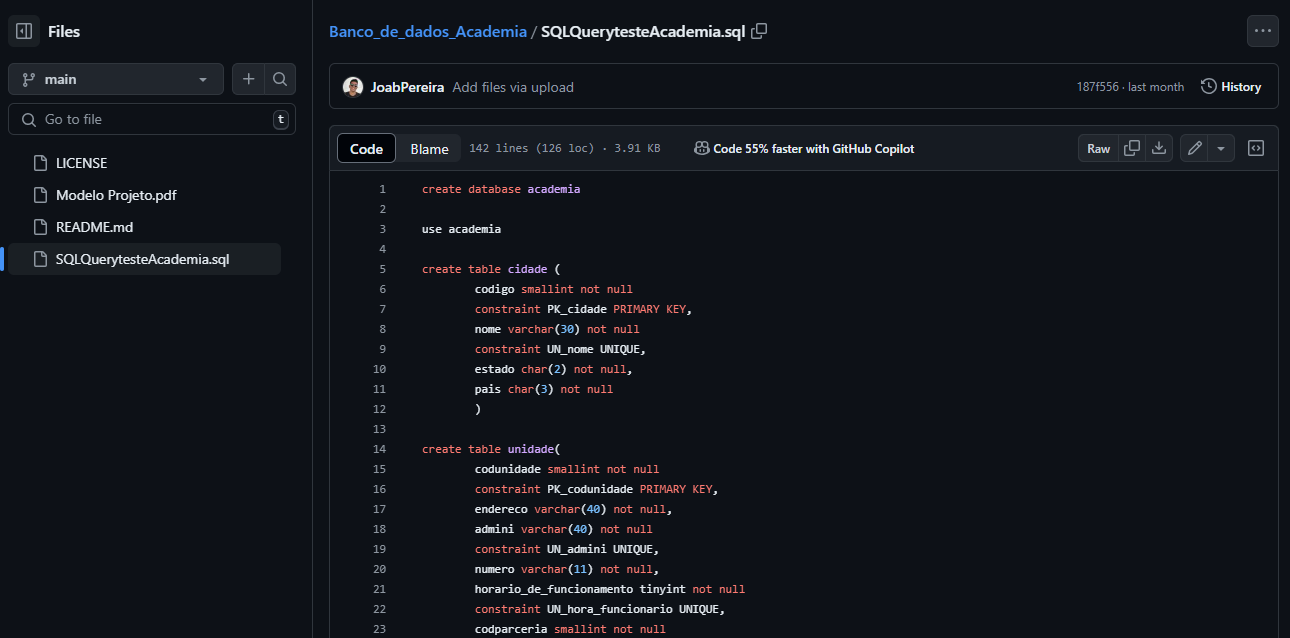 Files
main
Go to file
t
LICENSE
Modelo Projeto.pdf
README.md
SQLQuerytesteAcademia.sql
Banco_de_dados_Academia / SQLQuerytesteAcademia.sql
JoabPereira Add files via upload
187f556 · last month
History
Code
Blame
142 lines (126 loc) · 3.91 KB
Code 55% faster with GitHub Copilot
Raw
1 create database academia
2
3 use academia
4
5 create table cidade (
6 codigo smallint not null
7 constraint PK_cidade PRIMARY KEY,
8 nome varchar(30) not null
9 constraint UN_nome UNIQUE,
10 estado char(2) not null,
11 pais char(3) not null
12 )
13
14 create table unidade(
15 codunidade smallint not null
16 constraint PK_codunidade PRIMARY KEY,
17 endereco varchar(40) not null,
18 admini varchar(40) not null
19 constraint UN_admini UNIQUE,
20 numero varchar(11) not null,
21 horario_de_funcionamento tinyint not null
22 constraint UN_hora_funcionario UNIQUE,
23 codparceria smallint not null